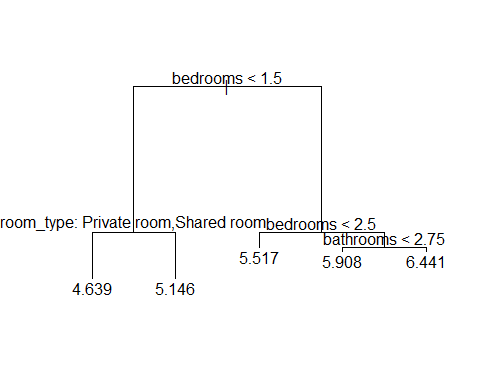 bedrooms < 1.5
room_type: Private room,Shared room
bedrooms < 2.5
bathrooms < 2.75
5.517
5.908
6.441
4.639
5.146